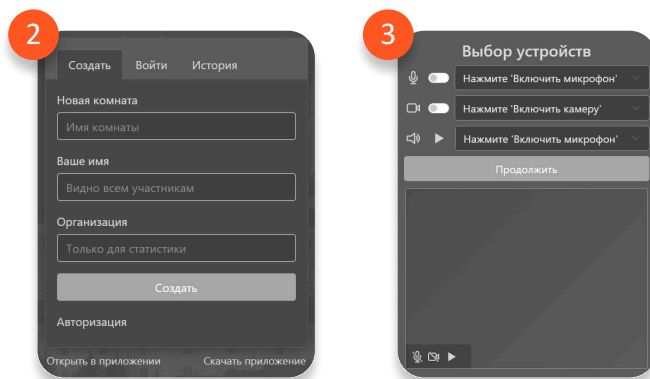 2
Создать Войти История
Новая комната
Имя комнаты
Ваше имя
Видно всем участникам
Организация
Только для статистики
Создать
Авторизация
Открыть в приложении Скачать приложение
3
Выбор устройств
Нажмите 'Включить микрофон'
Нажмите 'Включить камеру'
Нажмите 'Включить микрофон'
Продолжить